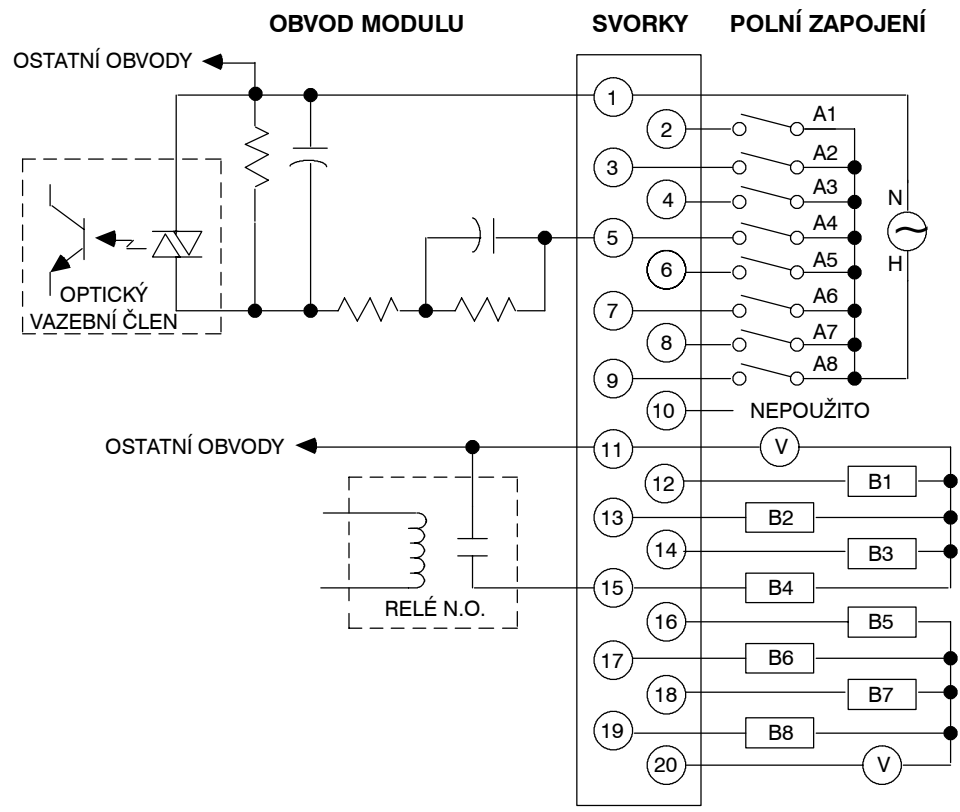 OBVOD MODULU
SVORKY
POLNÍ ZAPOJENÍ
OSTATNÍ OBVODY
1
2
A1
3
A2
4
A3
5
A4
6
A5
7
A6
8
A7
9
A8
N
H
OPTICKÝ
VAZEBNÍ ČLEN
10
NEPOUŽITO
OSTATNÍ OBVODY
11
V
12
B1
13
B2
14
B3
15
B4
RELÉ N.O.
16
B5
17
B6
18
B7
19
B8
20
V